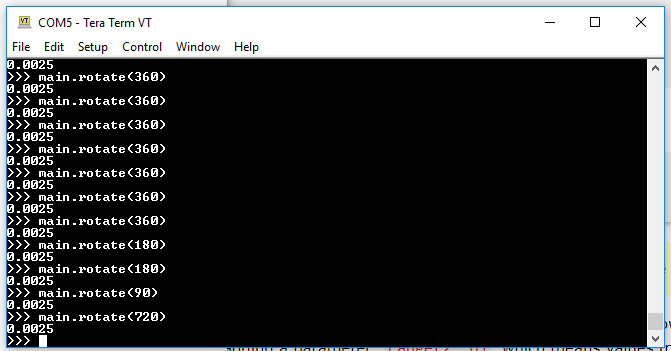 COM5 - Tera Term VT
File Edit Setup Control Window Help
0.0025
>>> main.rotate(360)
0.0025
>>> main.rotate(360)
0.0025
>>> main.rotate(360)
0.0025
>>> main.rotate(360)
0.0025
>>> main.rotate(360)
0.0025
>>> main.rotate(360)
0.0025
>>> main.rotate(360)
0.0025
>>> main.rotate(180)
0.0025
>>> main.rotate(180)
0.0025
>>> main.rotate(90)
0.0025
>>> main.rotate(720)
0.0025
>>>